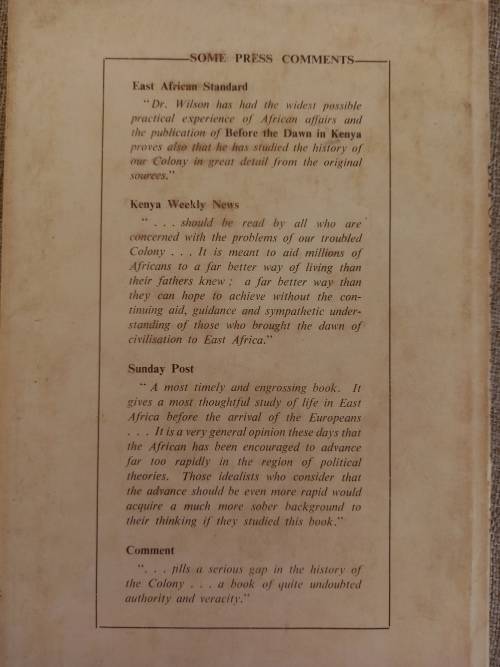 SOME PRESS COMMENTS
East African Standard
"Dr. Wilson has had the widest possible
practical experience of African affairs and
the publication of Before the Dawn in Kenya
proves also that he has studied the history of
our Colony in great detail from the original
sources."
Kenya Weekly News
" . . . should be read by all who are
concerned with the problems of our troubled
Colony . . . It is meant to aid millions of
Africans to a far better way of living than
their fathers knew ; a far better way than
they can hope to achieve without the con-
tinuing aid, guidance and sympathetic under-
standing of those who brought the dawn of
civilisation to East Africa."
Sunday Post
" A most timely and engrossing book. It
gives a most thoughtful study of life in East
Africa before the arrival of the Europeans
. . . It is a very general opinion these days that
the African has been encouraged to advance
far too rapidly in the region of political
theories. Those idealists who consider that
the advance should be even more rapid would
acquire a much more sober background to
their thinking if they studied this book."
Comment
". . . fills a serious gap in the history of
the Colony . . . a book of quite undoubted
authority and veracity."